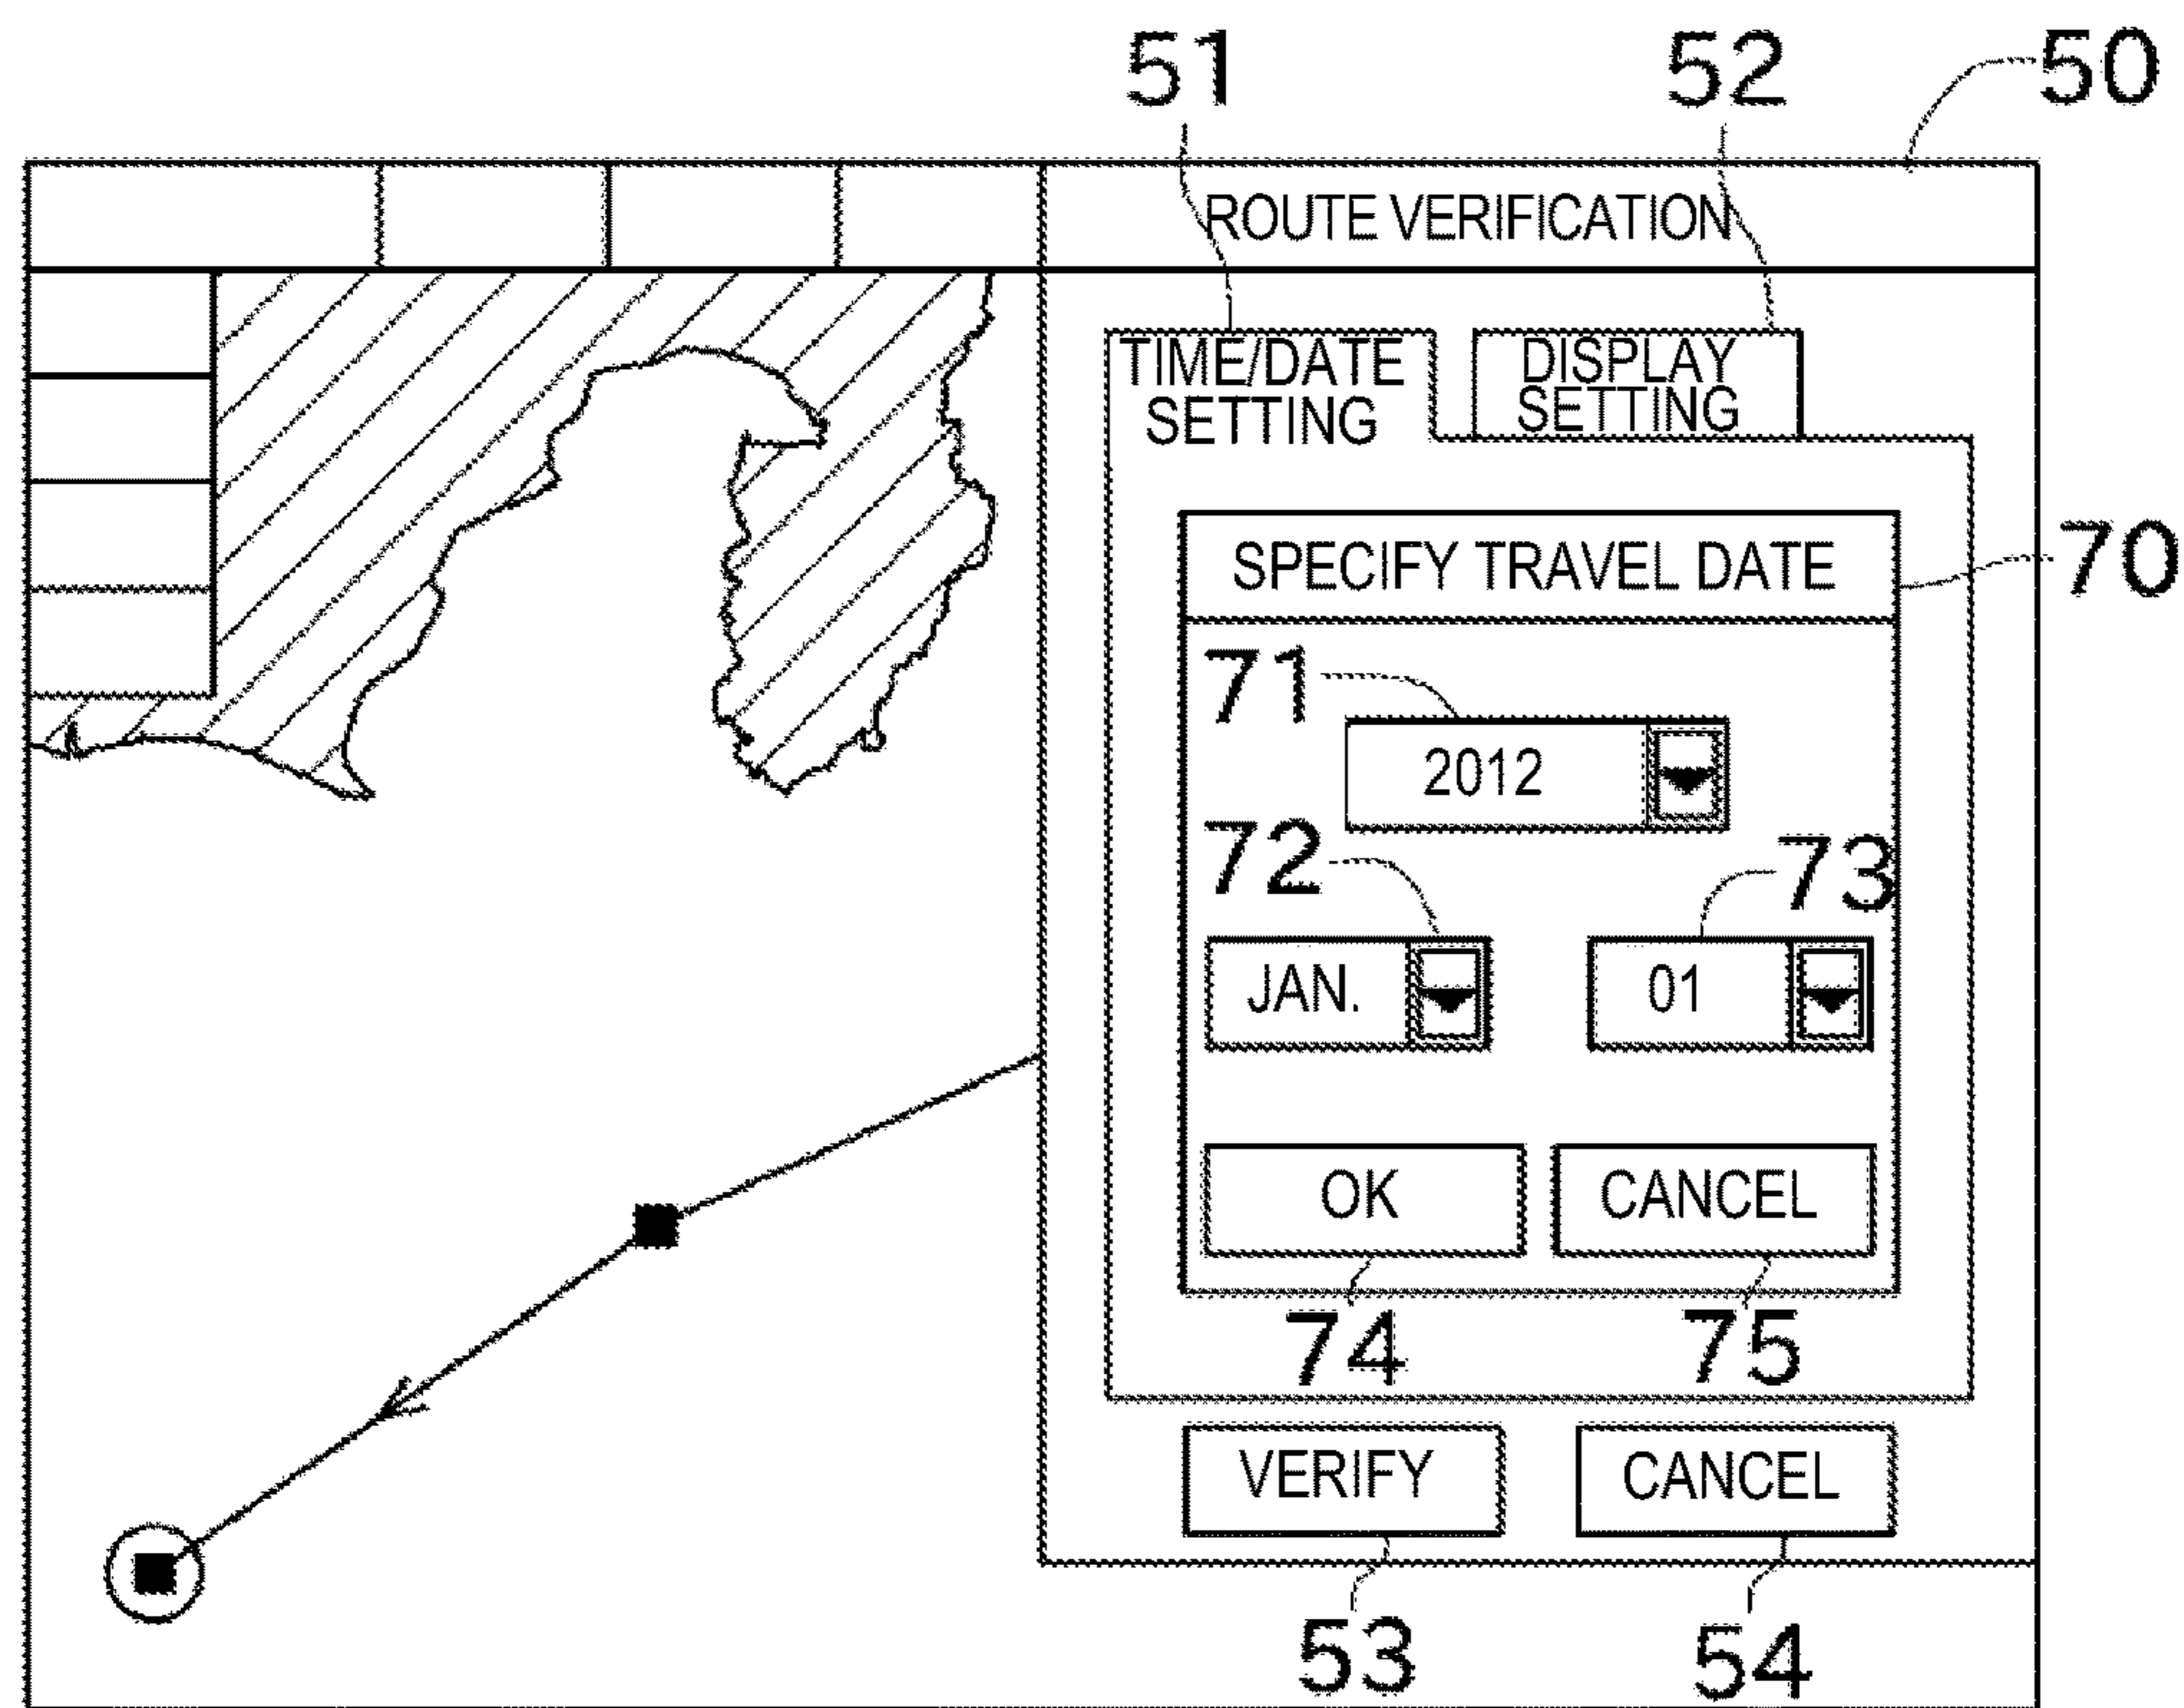 51 52 50
ROUTE VERIFICATION
TIME/DATE
SETTING
DISPLAY
SETTING
SPECIFY TRAVEL DATE
70
71
2012
72 73
JAN. 01
OK CANCEL
74 75
VERIFY CANCEL
53 54